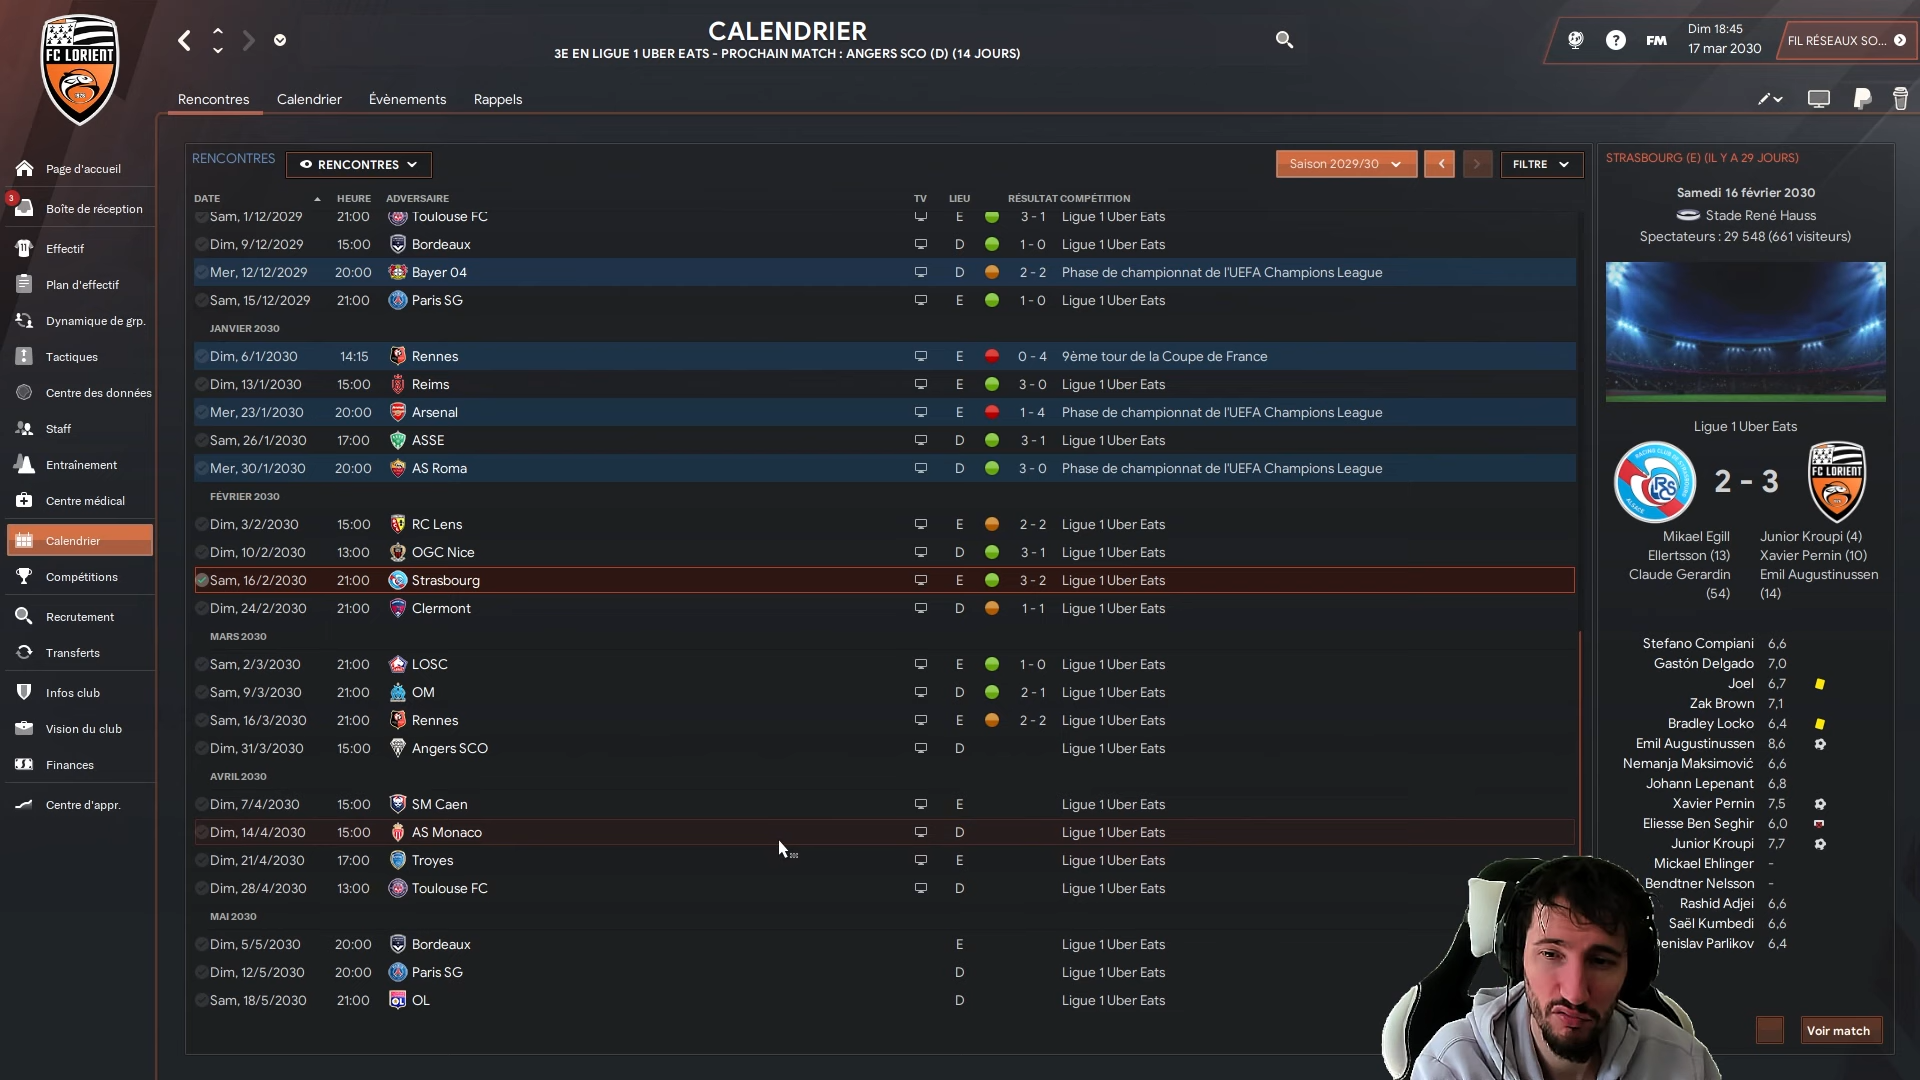 FC LORIENT
CALENDRIER
3E EN LIGUE 1 UBER EATS - PROCHAIN MATCH : ANGERS SCO (D) (14 JOURS)
FM
Dim 18:45
17 mar 2030
FIL RÉSEAUX SO...
Rencontres
Calendrier
Évènements
Rappels
Page d'accueil
3
Boîte de réception
Effectif
Plan d'effectif
Dynamique de grp.
Tactiques
Centre des données
Staff
Entraînement
Centre médical
Calendrier
Compétitions
Recrutement
Transferts
Infos club
Vision du club
Finances
Centre d'appr.
RENCONTRES
RENCONTRES
Saison 2029/30
FILTRE
DATE HEURE ADVERSAIRE TV LIEU RÉSULTAT COMPÉTITION
Sam, 1/12/2029 21:00 Toulouse FC E 3 - 1 Ligue 1 Uber Eats
Dim, 9/12/2029 15:00 Bordeaux D 1 - 0 Ligue 1 Uber Eats
Mer, 12/12/2029 20:00 Bayer 04 D 2 - 2 Phase de championnat de l'UEFA Champions League
Sam, 15/12/2029 21:00 Paris SG E 1 - 0 Ligue 1 Uber Eats
JANVIER 2030
Dim, 6/1/2030 14:15 Rennes E 0 - 4 9ème tour de la Coupe de France
Dim, 13/1/2030 15:00 Reims E 3 - 0 Ligue 1 Uber Eats
Mer, 23/1/2030 20:00 Arsenal E 1 - 4 Phase de championnat de l'UEFA Champions League
Sam, 26/1/2030 17:00 ASSE D 3 - 1 Ligue 1 Uber Eats
Mer, 30/1/2030 20:00 AS Roma D 3 - 0 Phase de championnat de l'UEFA Champions League
FÉVRIER 2030
Dim, 3/2/2030 15:00 RC Lens E 2 - 2 Ligue 1 Uber Eats
Dim, 10/2/2030 13:00 OGC Nice D 3 - 1 Ligue 1 Uber Eats
Sam, 16/2/2030 21:00 Strasbourg E 3 - 2 Ligue 1 Uber Eats
Dim, 24/2/2030 21:00 Clermont D 1 - 1 Ligue 1 Uber Eats
MARS 2030
Sam, 2/3/2030 21:00 LOSC E 1 - 0 Ligue 1 Uber Eats
Sam, 9/3/2030 21:00 OM D 2 - 1 Ligue 1 Uber Eats
Sam, 16/3/2030 21:00 Rennes E 2 - 2 Ligue 1 Uber Eats
Dim, 31/3/2030 15:00 Angers SCO D Ligue 1 Uber Eats
AVRIL 2030
Dim, 7/4/2030 15:00 SM Caen E Ligue 1 Uber Eats
Dim, 14/4/2030 15:00 AS Monaco D Ligue 1 Uber Eats
Dim, 21/4/2030 17:00 Troyes E Ligue 1 Uber Eats
Dim, 28/4/2030 13:00 Toulouse FC D Ligue 1 Uber Eats
MAI 2030
Dim, 5/5/2030 20:00 Bordeaux E Ligue 1 Uber Eats
Dim, 12/5/2030 20:00 Paris SG D Ligue 1 Uber Eats
Sam, 18/5/2030 21:00 OL D Ligue 1 Uber Eats
STRASBOURG (E) (IL Y A 29 JOURS)
Samedi 16 février 2030
Stade René Hauss
Spectateurs : 29 548 (661 visiteurs)
Ligue 1 Uber Eats
2 - 3
FC LORIENT
Mikael Egill Junior Kroupi (4)
Ellertsson (13) Xavier Pernin (10)
Claude Gerardin Emil Augustinussen
(54) (14)
Stefano Compiani 6,6
Gastón Delgado 7,0
Joel 6,7
Zak Brown 7,1
Bradley Locko 6,4
Emil Augustinussen 8,6
Nemanja Maksimović 6,6
Johann Lepenant 6,8
Xavier Pernin 7,5
Eliesse Ben Seghir 6,0
Junior Kroupi 7,7
Mickael Ehlinger -
Bendtner Nelsson -
Rashid Adjei 6,6
Saël Kumbedi 6,6
Parlikov 6,4
Voir match